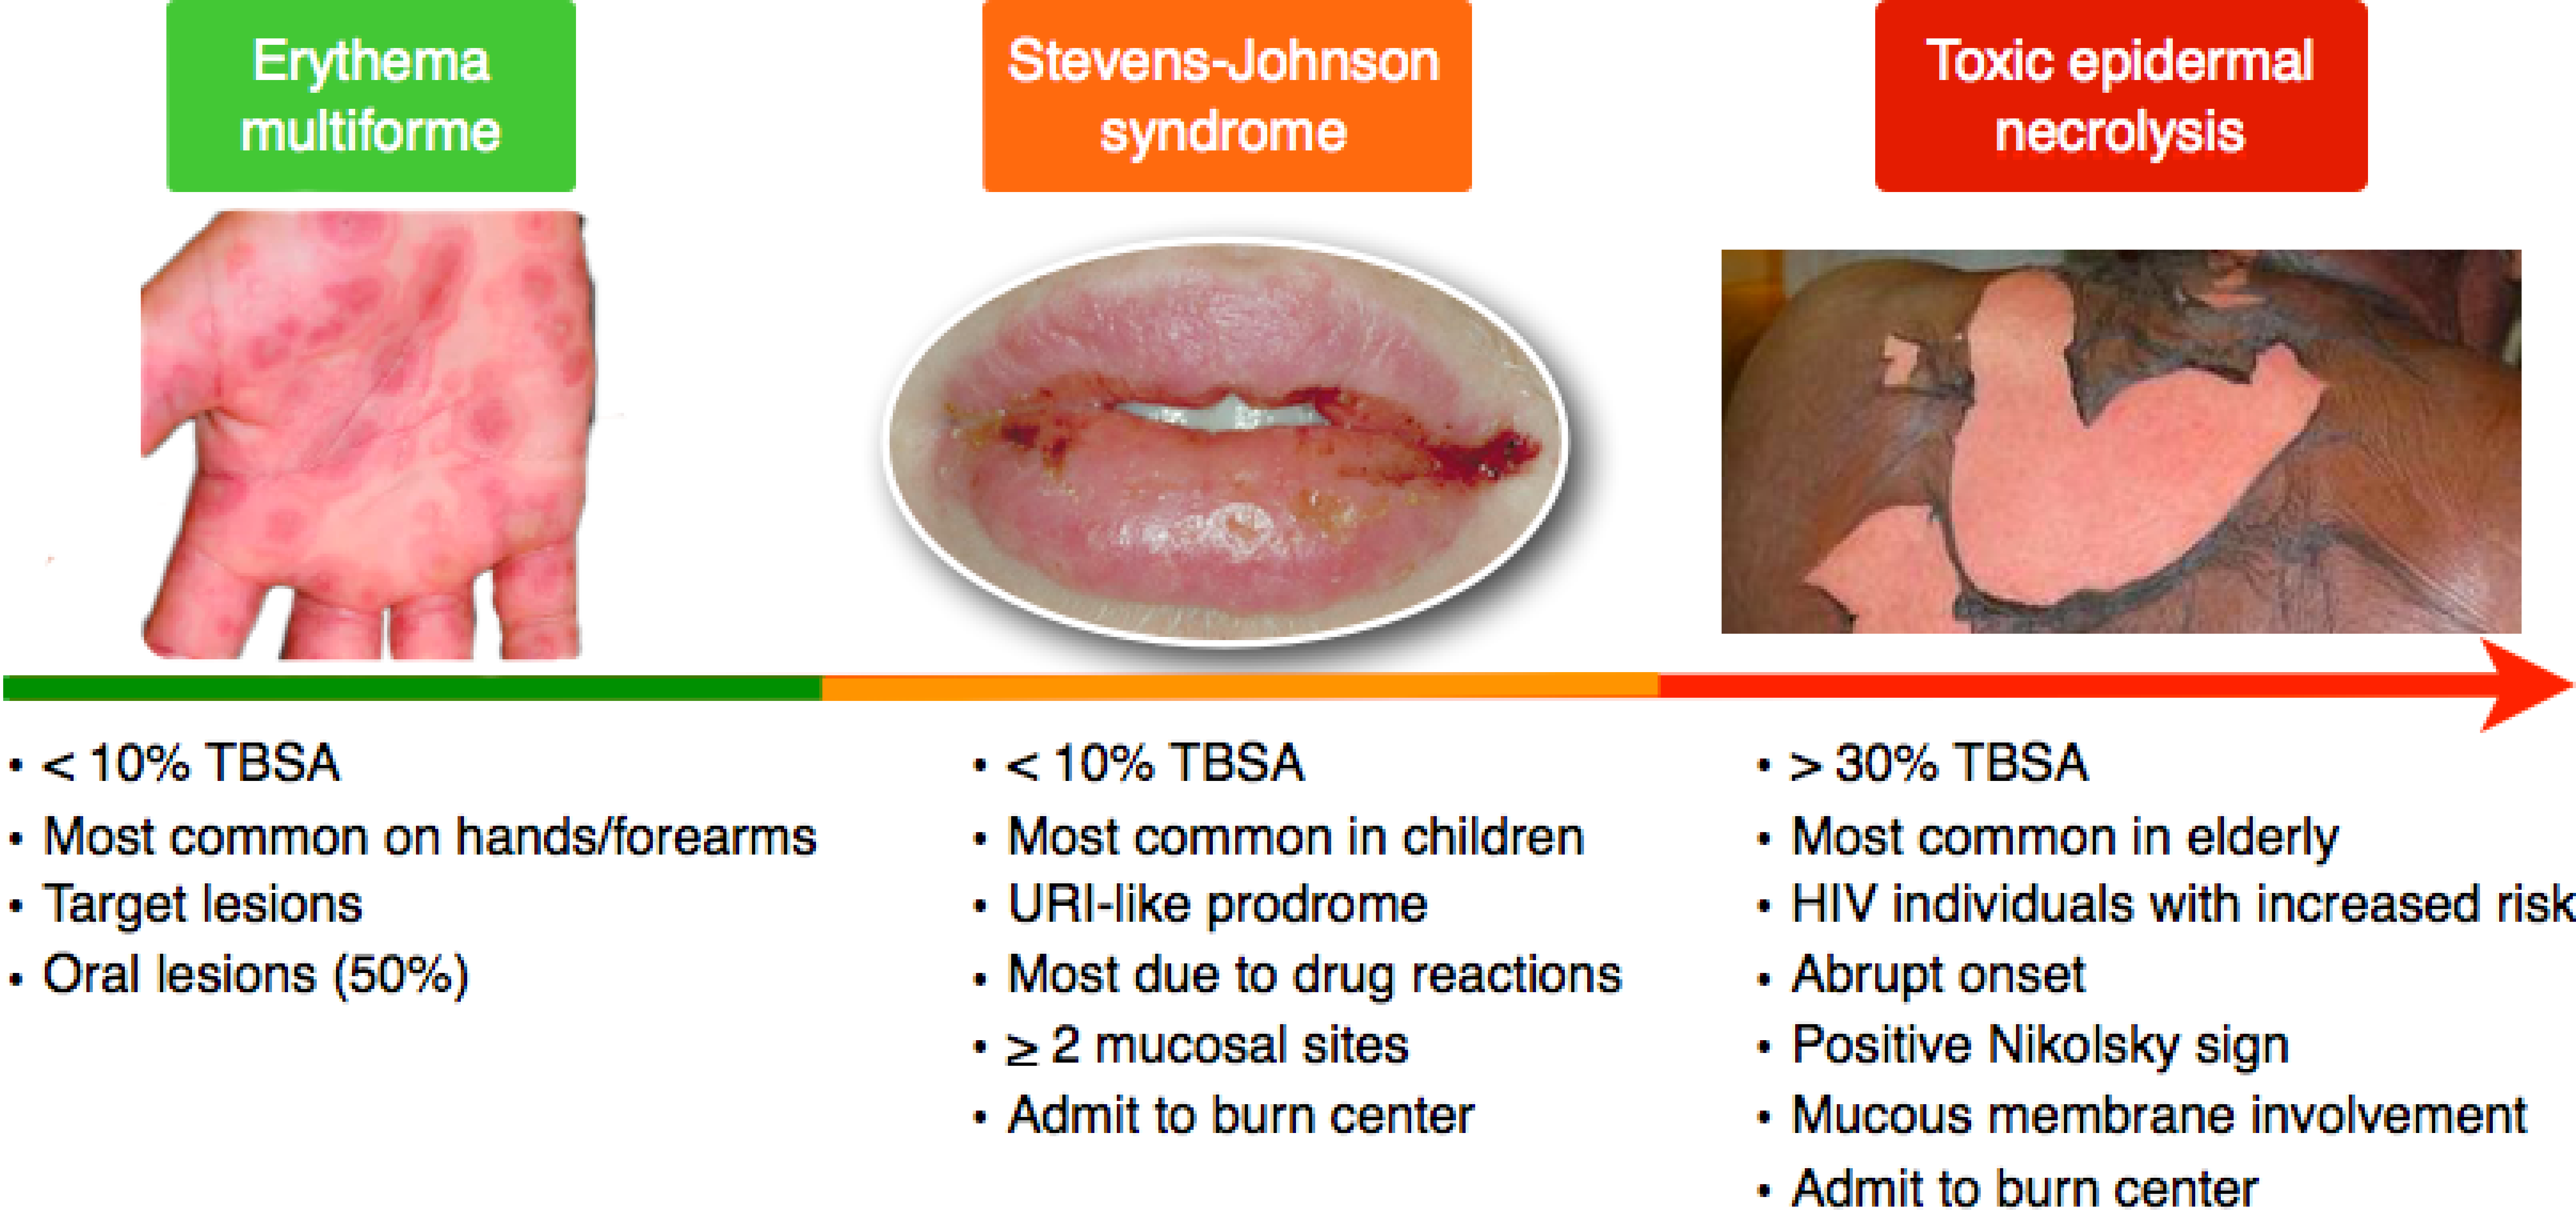 Erythema
multiforme
Stevens-Johnson
syndrome
Toxic epidermal
necrolysis
• < 10% TBSA
• Most common on hands/forearms
• Target lesions
• Oral lesions (50%)
• < 10% TBSA
• Most common in children
• URI-like prodrome
• Most due to drug reactions
• ≥ 2 mucosal sites
• Admit to burn center
• > 30% TBSA
• Most common in elderly
• HIV individuals with increased risk
• Abrupt onset
• Positive Nikolsky sign
• Mucous membrane involvement
• Admit to burn center